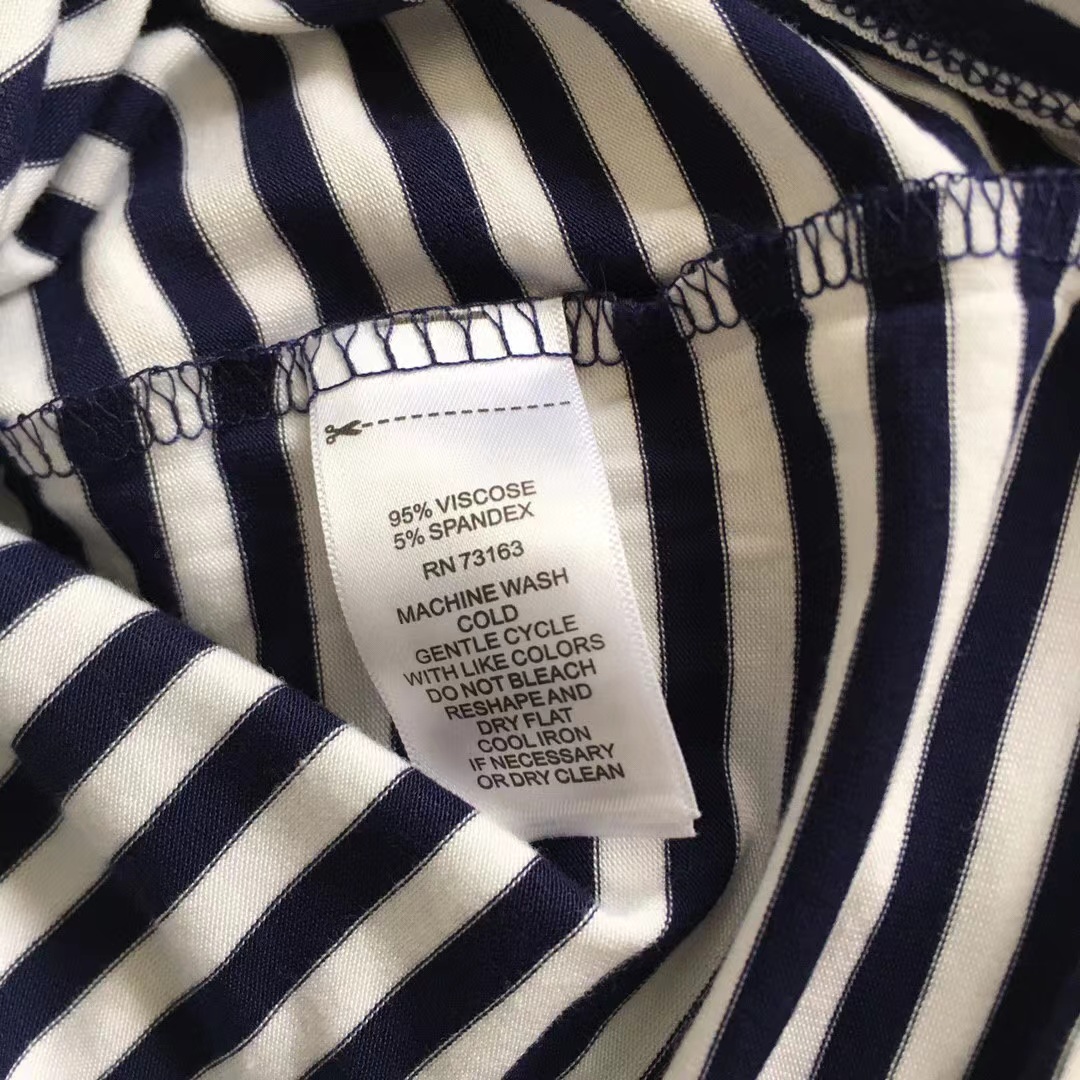 95% VISCOSE
5% SPANDEX
RN 73163
MACHINE WASH
COLD
GENTLE CYCLE
WITH LIKE COLORS
DO NOT BLEACH
RESHAPE AND
DRY FLAT
COOL IRON
IF NECESSARY
OR DRY CLEAN